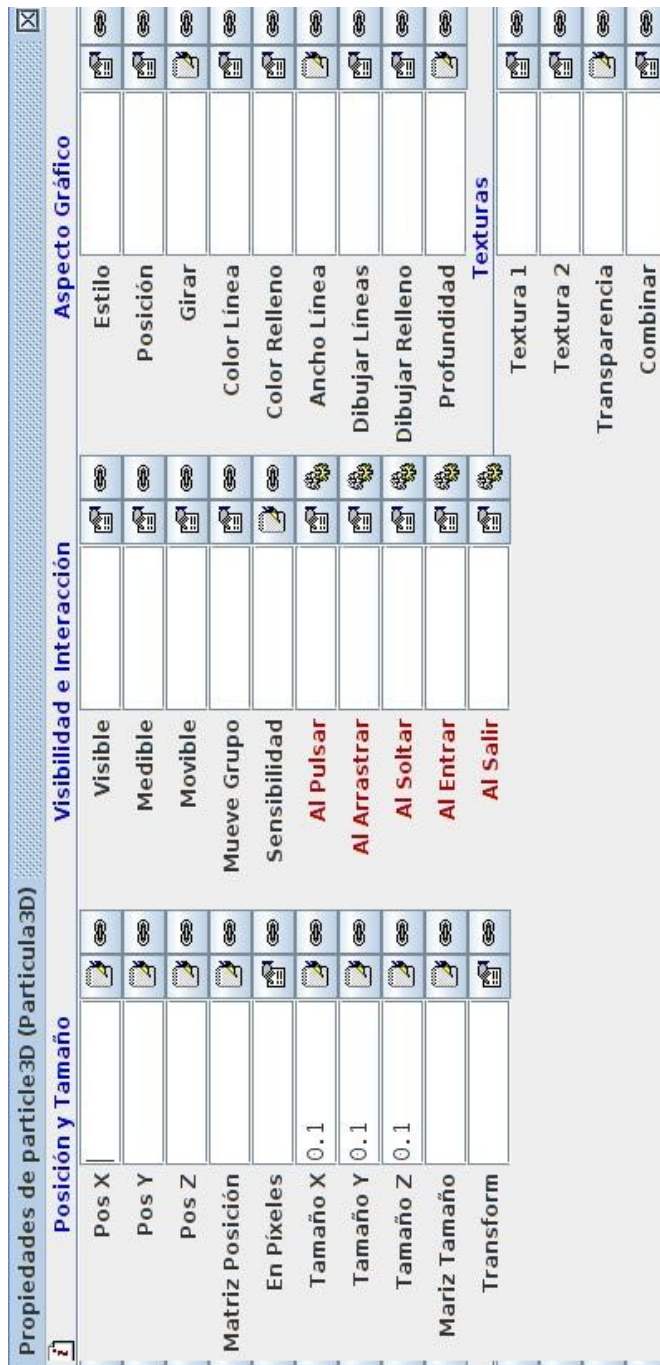 Propiedades de particle3D (Particula3D)
Posición y Tamaño
Pos X
Pos Y
Pos Z
Matriz Posición
En Píxeles
Tamaño X 0.1
Tamaño Y 0.1
Tamaño Z 0.1
Mariz Tamaño
Transform
Visibilidad e Interacción
Visible
Medible
Movible
Mueve Grupo
Sensibilidad
Al Pulsar
Al Arrastrar
Al Soltar
Al Entrar
Al Salir
Aspecto Gráfico
Estilo
Posición
Girar
Color Línea
Color Relleno
Ancho Línea
Dibujar Líneas
Dibujar Relleno
Profundidad
Texturas
Textura 1
Textura 2
Transparencia
Combinar